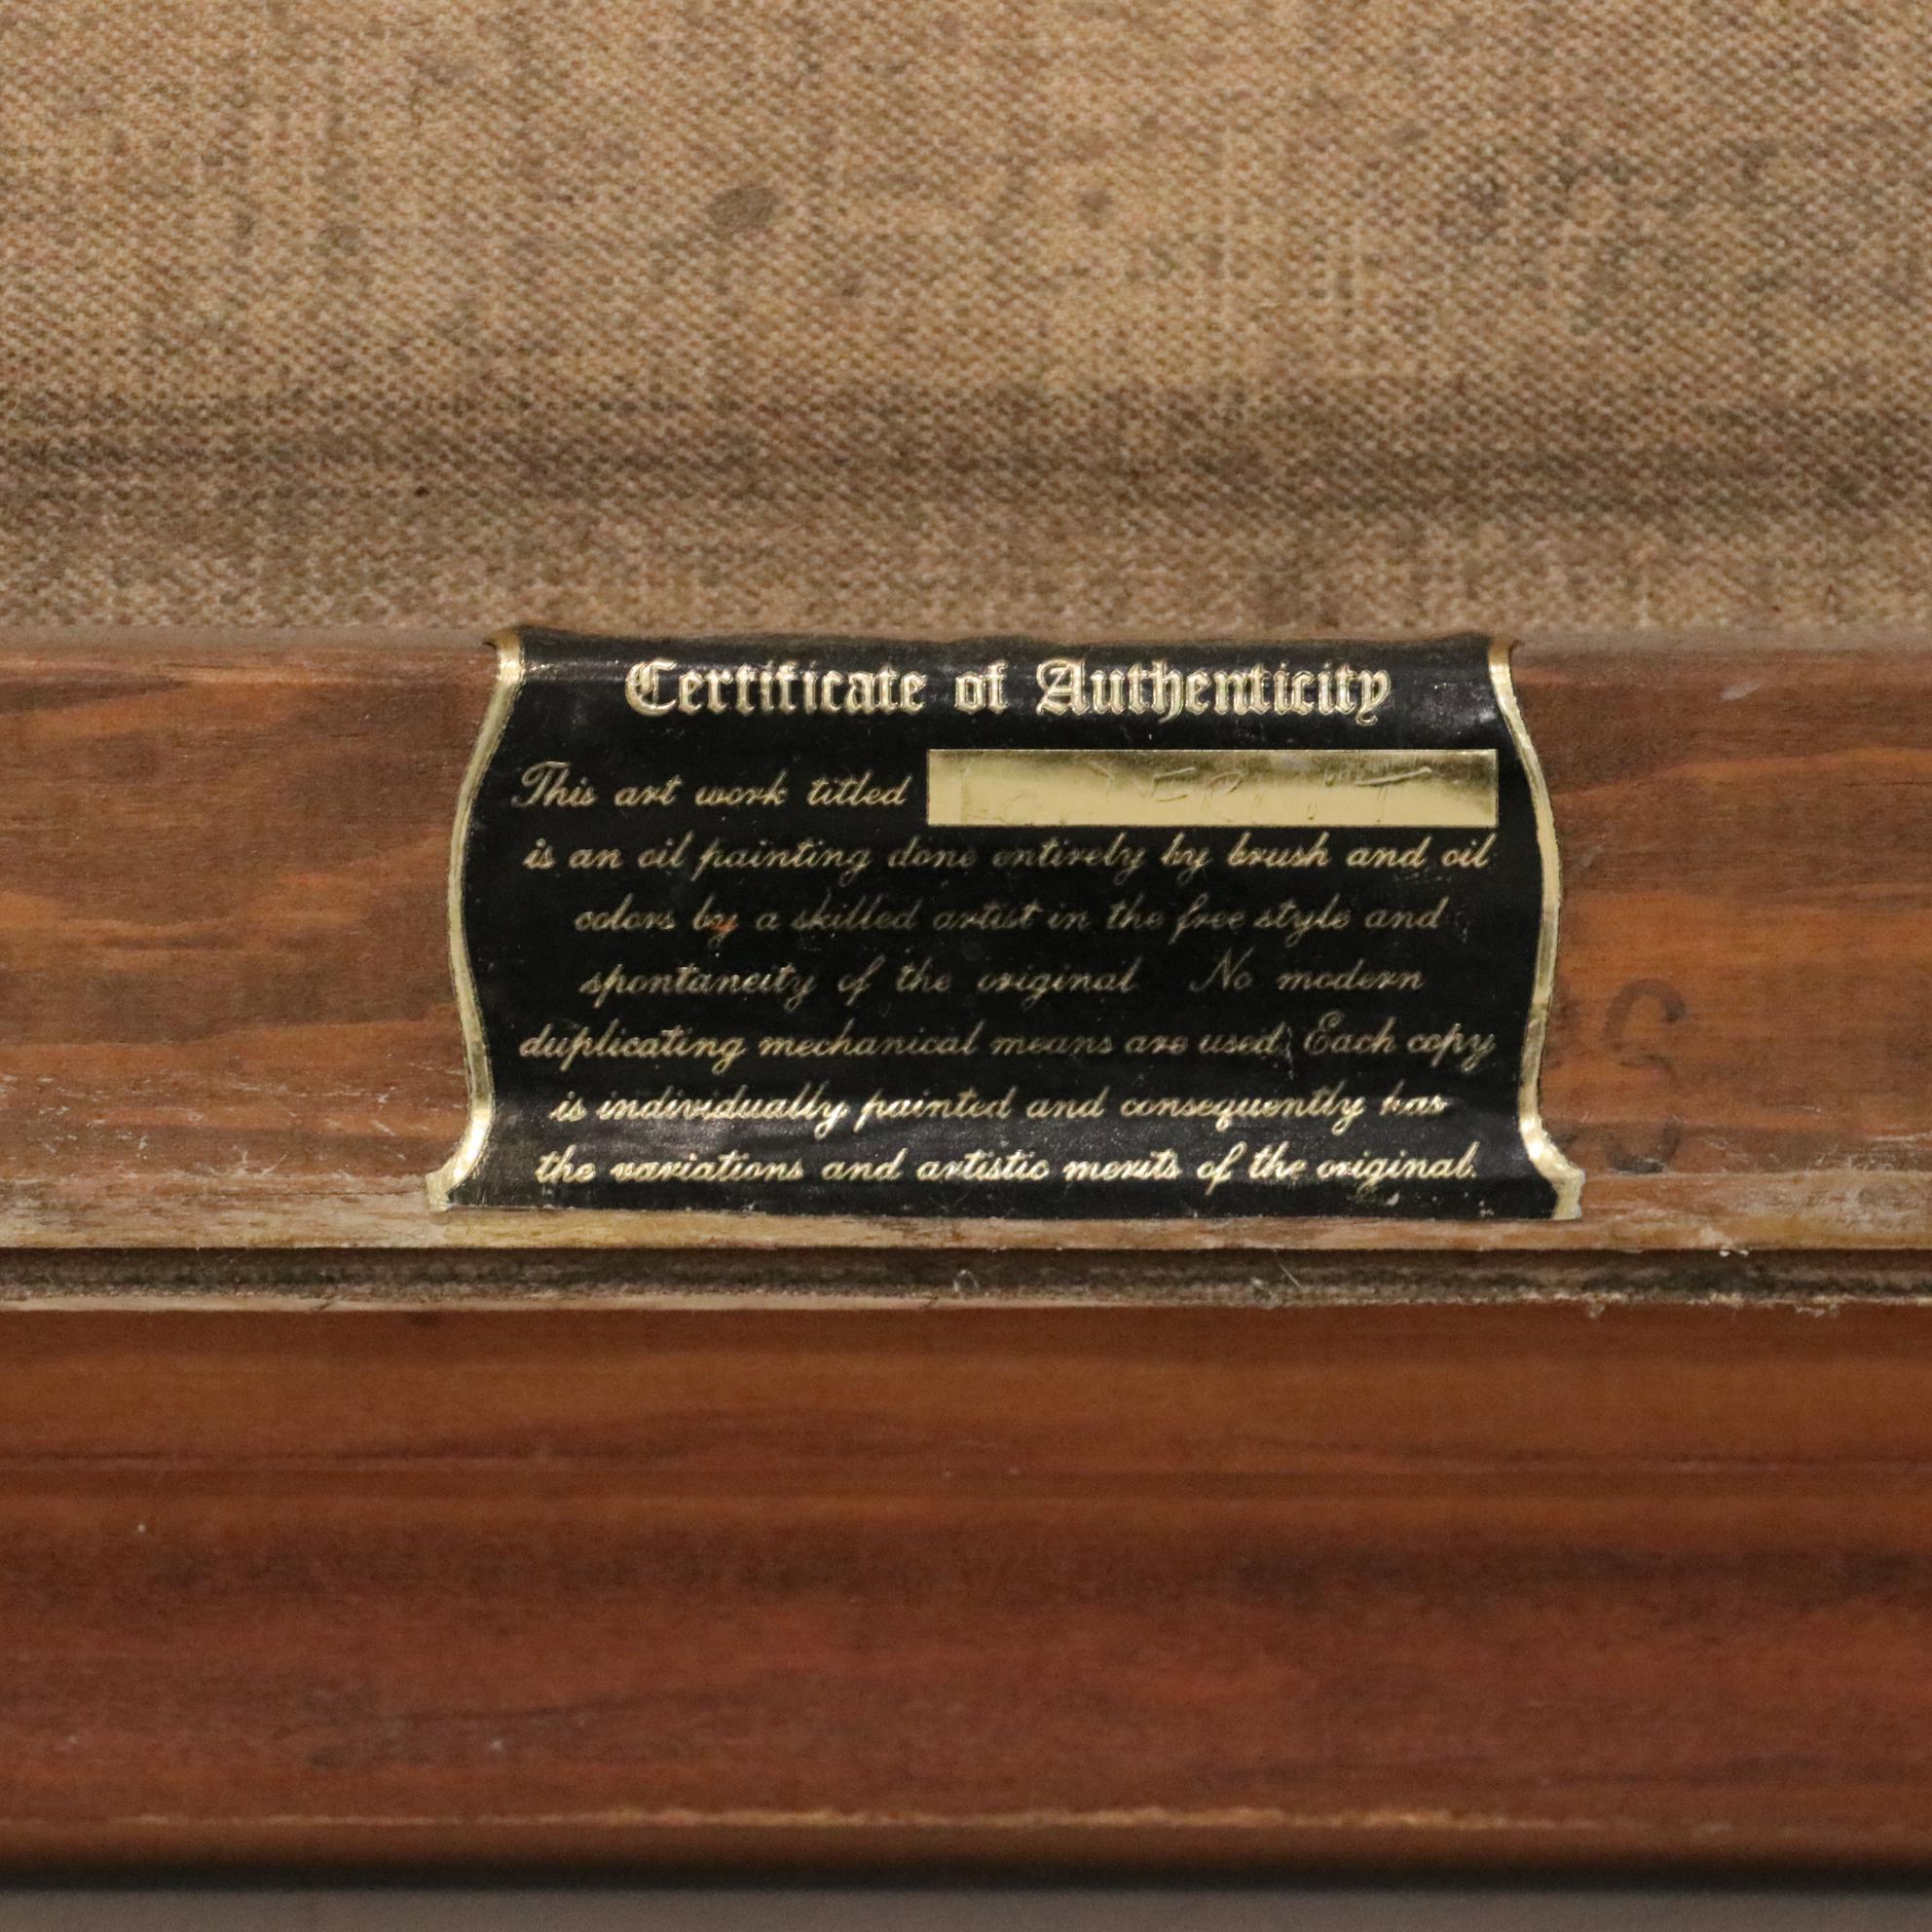 Certificate of Authenticity
This art work titled
is an oil painting done entirely by brush and oil
colors by a skilled artist in the free style and
spontaneity of the original No modern
duplicating mechanical means are used. Each copy
is individually painted and consequently has
the variations and artistic merits of the original.